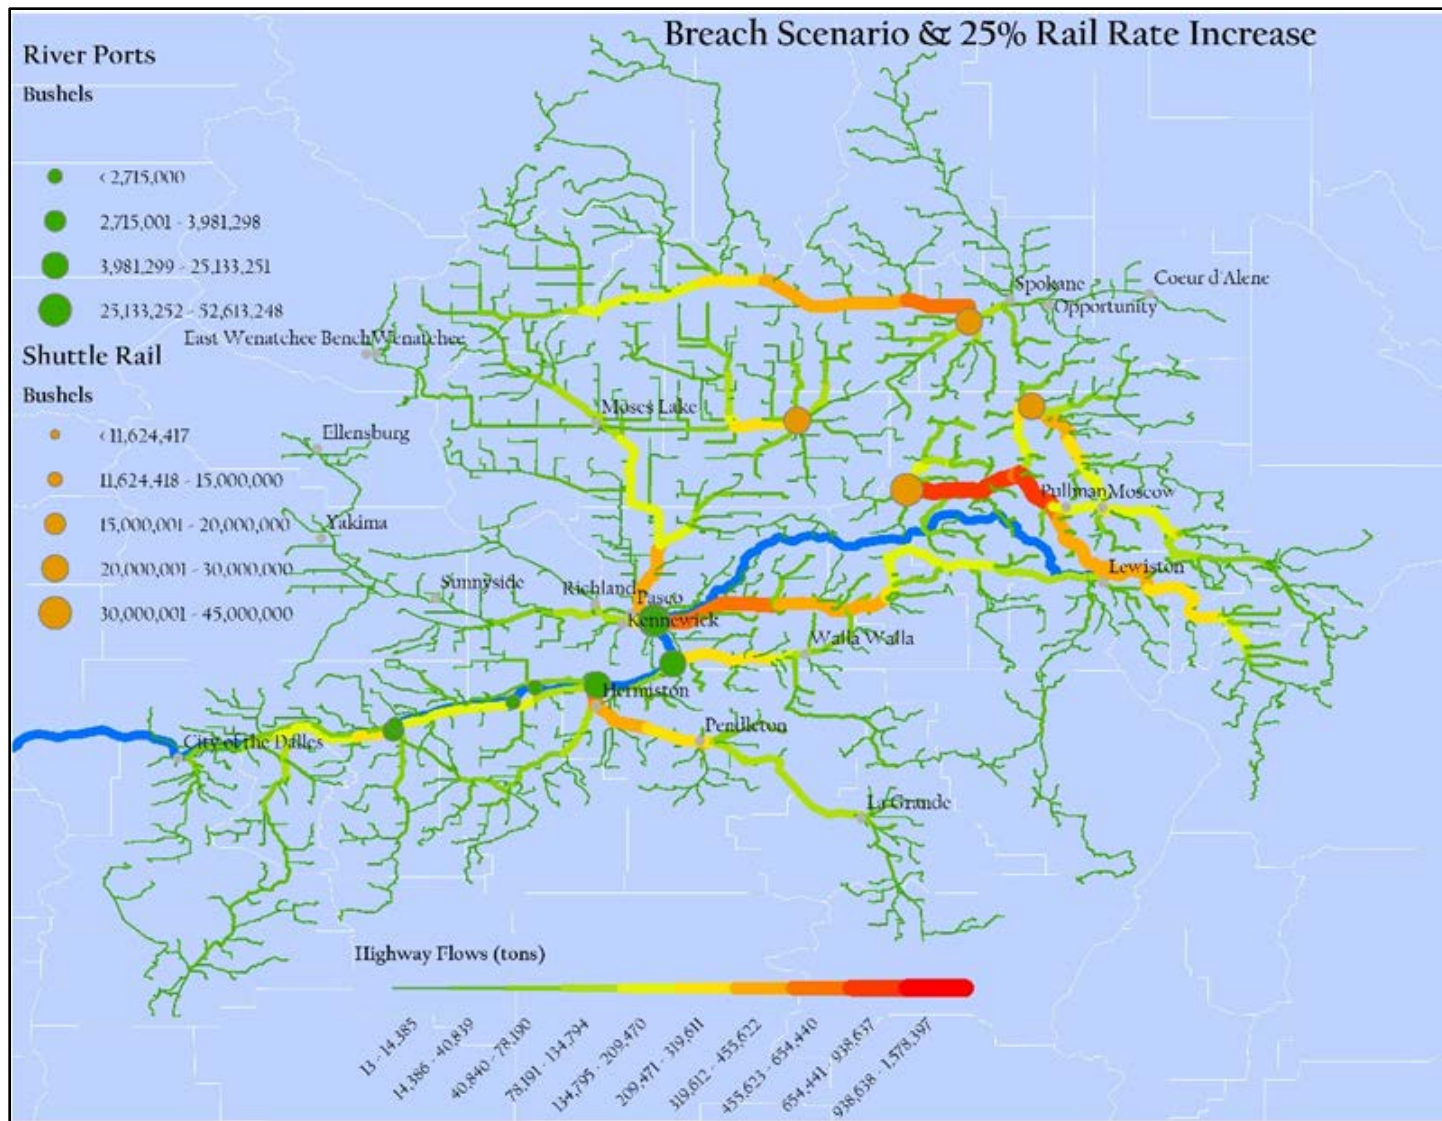 Breach Scenario & 25% Rail Rate Increase
River Ports
Bushels
< 2,715,000
2,715,001 - 3,981,298
3,981,299 - 25,133,251
25,133,252 - 52,613,248
Shuttle Rail
Bushels
< 11,624,417
11,624,418 - 15,000,000
15,000,001 - 20,000,000
20,000,001 - 30,000,000
30,000,001 - 45,000,000
Spokane
Coeur d'Alene
Opportunity
East Wenatchee Bench
Wenatchee
Moses Lake
Ellensburg
Yakima
Pullman
Moscow
Lewiston
Sunnyside
Richland
Pasco
Kennewick
Walla Walla
Hermiston
Pendleton
City of the Dalles
La Grande
Highway Flows (tons)
13 - 14,385
14,386 - 40,839
40,840 - 78,190
78,191 - 134,794
134,795 - 209,470
209,471 - 319,611
319,612 - 455,622
455,623 - 654,440
654,441 - 938,637
938,638 - 1,578,397